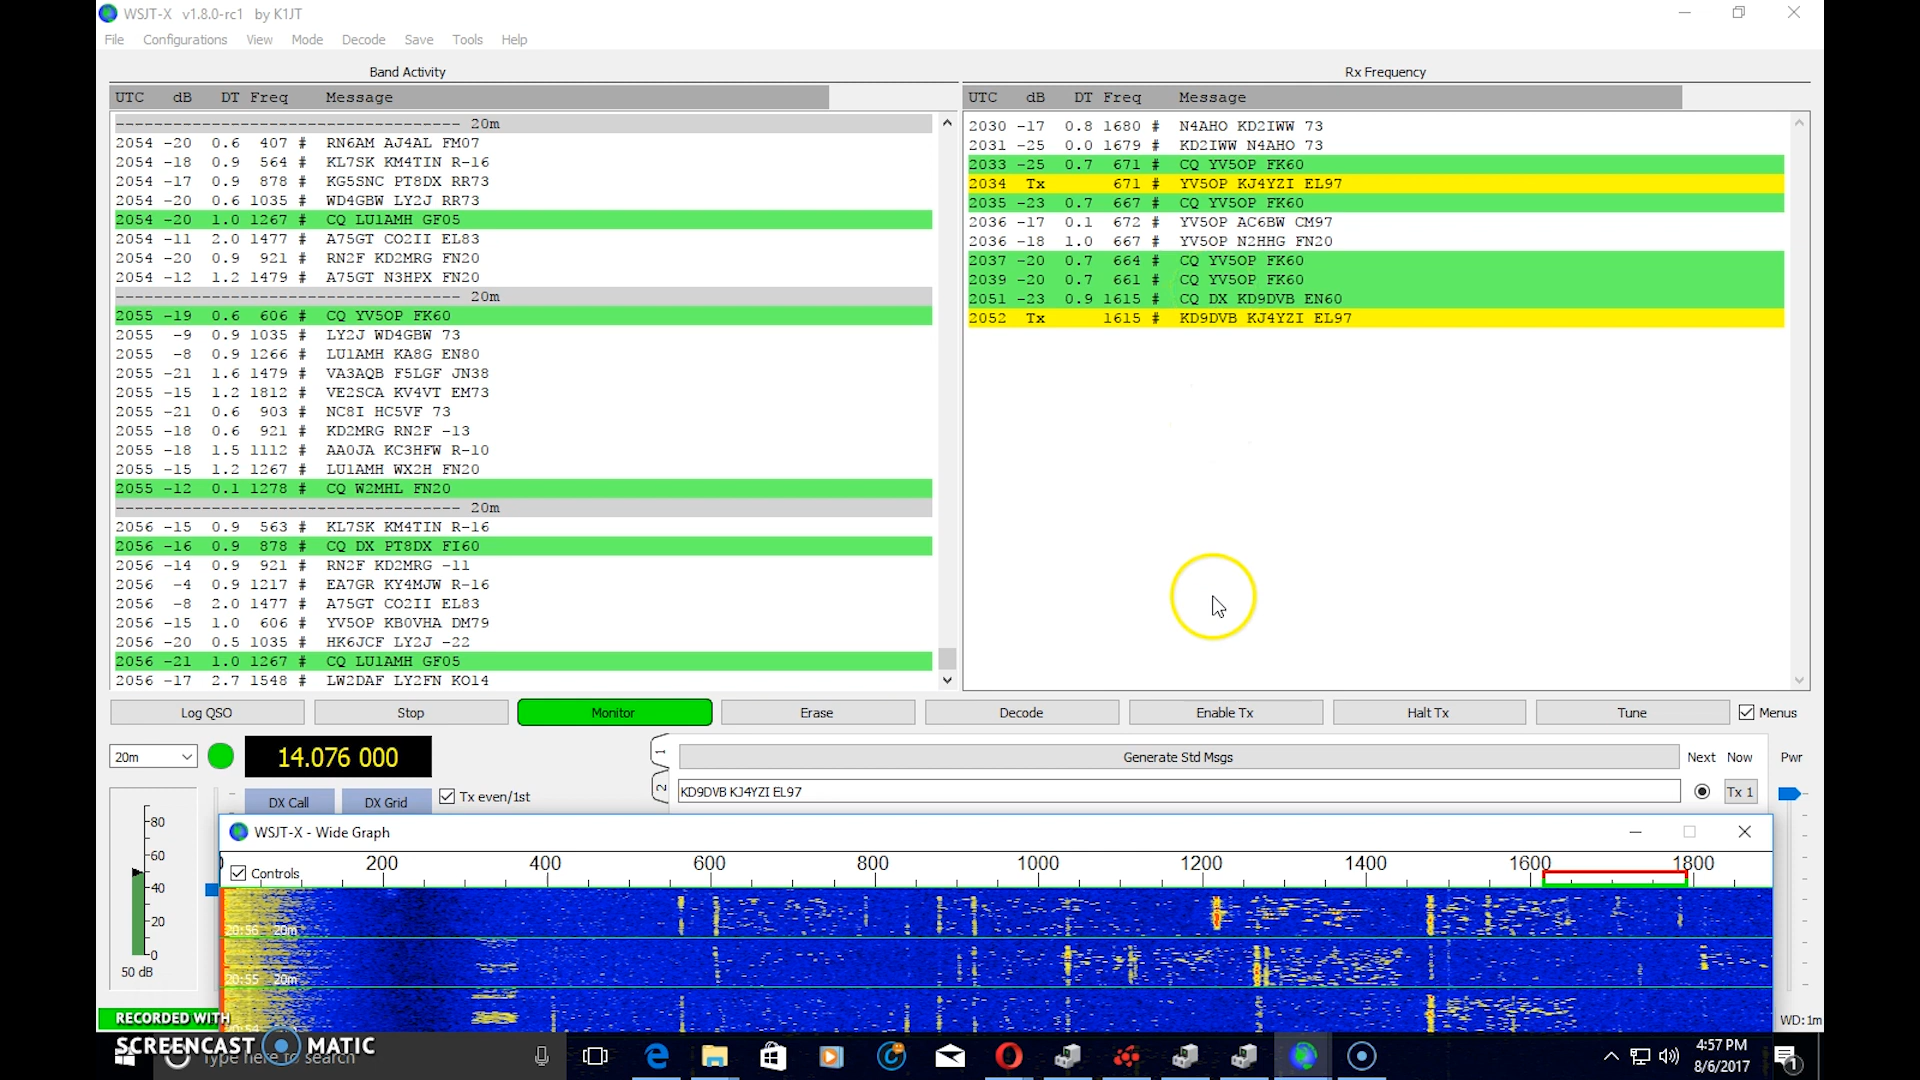 WSJT-X v1.8.0-rc1 by K1JT
File Configurations View Mode Decode Save Tools Help
Band Activity
UTC dB DT Freq Message
------------------------------------ 20m
2054 -20 0.6 407 # RN6AM AJ4AL FM07
2054 -18 0.9 564 # KL7SK KM4TIN R-16
2054 -17 0.9 878 # KG5SNC PT8DX RR73
2054 -20 0.6 1035 # WD4GBW LY2J RR73
2054 -20 1.0 1267 # CQ LU1AMH GF05
2054 -11 2.0 1477 # A75GT CO2II EL83
2054 -20 0.9 921 # RN2F KD2MRG FN20
2054 -12 1.2 1479 # A75GT N3HPX FN20
------------------------------------ 20m
2055 -19 0.6 606 # CQ YV5OP FK60
2055 -9 0.9 1035 # LY2J WD4GBW 73
2055 -8 0.9 1266 # LU1AMH KA8G EN80
2055 -21 1.6 1479 # VA3AQB F5LGF JN38
2055 -15 1.2 1812 # VE2SCA KV4VT EM73
2055 -21 0.6 903 # NC8I HC5VF 73
2055 -18 0.6 921 # KD2MRG RN2F -13
2055 -18 1.5 1112 # AA0JA KC3HFW R-10
2055 -15 1.2 1267 # LU1AMH WX2H FN20
2055 -12 0.1 1278 # CQ W2MHL FN20
------------------------------------ 20m
2056 -15 0.9 563 # KL7SK KM4TIN R-16
2056 -16 0.9 878 # CQ DX PT8DX FI60
2056 -14 0.9 921 # RN2F KD2MRG -11
2056 -4 0.9 1217 # EA7GR KY4MJW R-16
2056 -8 2.0 1477 # A75GT CO2II EL83
2056 -15 1.0 606 # YV5OP KB0VHA DM79
2056 -20 0.5 1035 # HK6JCF LY2J -22
2056 -21 1.0 1267 # CQ LU1AMH GF05
2056 -17 2.7 1548 # LW2DAF LY2FN KO14
Rx Frequency
UTC dB DT Freq Message
2030 -17 0.8 1680 # N4AHO KD2IWW 73
2031 -25 0.0 1679 # KD2IWW N4AHO 73
2033 -25 0.7 671 # CQ YV5OP FK60
2034 Tx 671 # YV5OP KJ4YZI EL97
2035 -23 0.7 667 # CQ YV5OP FK60
2036 -17 0.1 672 # YV5OP AC6BW CM97
2036 -18 1.0 667 # YV5OP N2HHG FN20
2037 -20 0.7 664 # CQ YV5OP FK60
2039 -20 0.7 661 # CQ YV5OP FK60
2051 -23 0.9 1615 # CQ DX KD9DVB EN60
2052 Tx 1615 # KD9DVB KJ4YZI EL97
Log QSO Stop Monitor Erase Decode Enable Tx Halt Tx Tune Menus
20m 14.076 000 1 Generate Std Msgs Next Now Pwr
DX Call DX Grid Tx even/1st 2 KD9DVB KJ4YZI EL97 Tx 1
-80
-60
-40
-20
-0
50 dB
WSJT-X - Wide Graph
200 400 600 800 1000 1200 1400 1600 1800
Controls
20:56 20m
20:55 20m
20:54 20m
WD:1m
RECORDED WITH
SCREENCAST MATIC
Type here to search
4:57 PM
8/6/2017
1